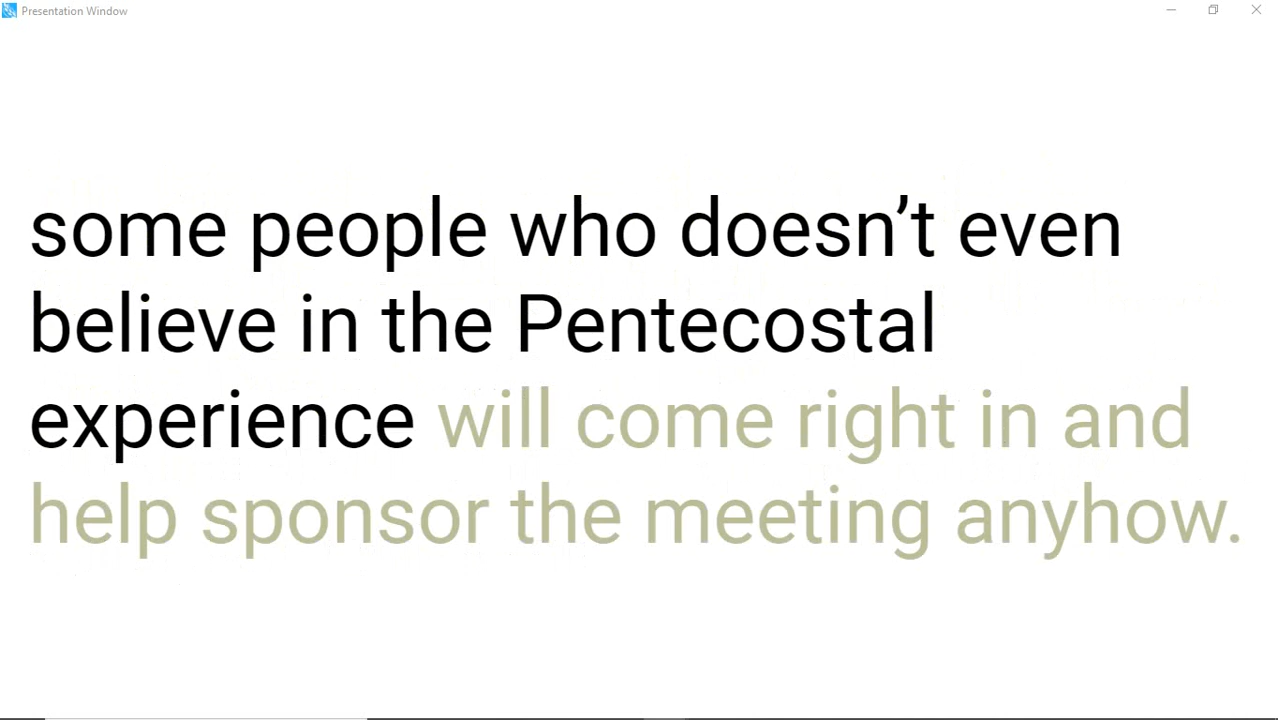 Presentation Window
some people who doesn’t even
believe in the Pentecostal
experience will come right in and
help sponsor the meeting anyhow.